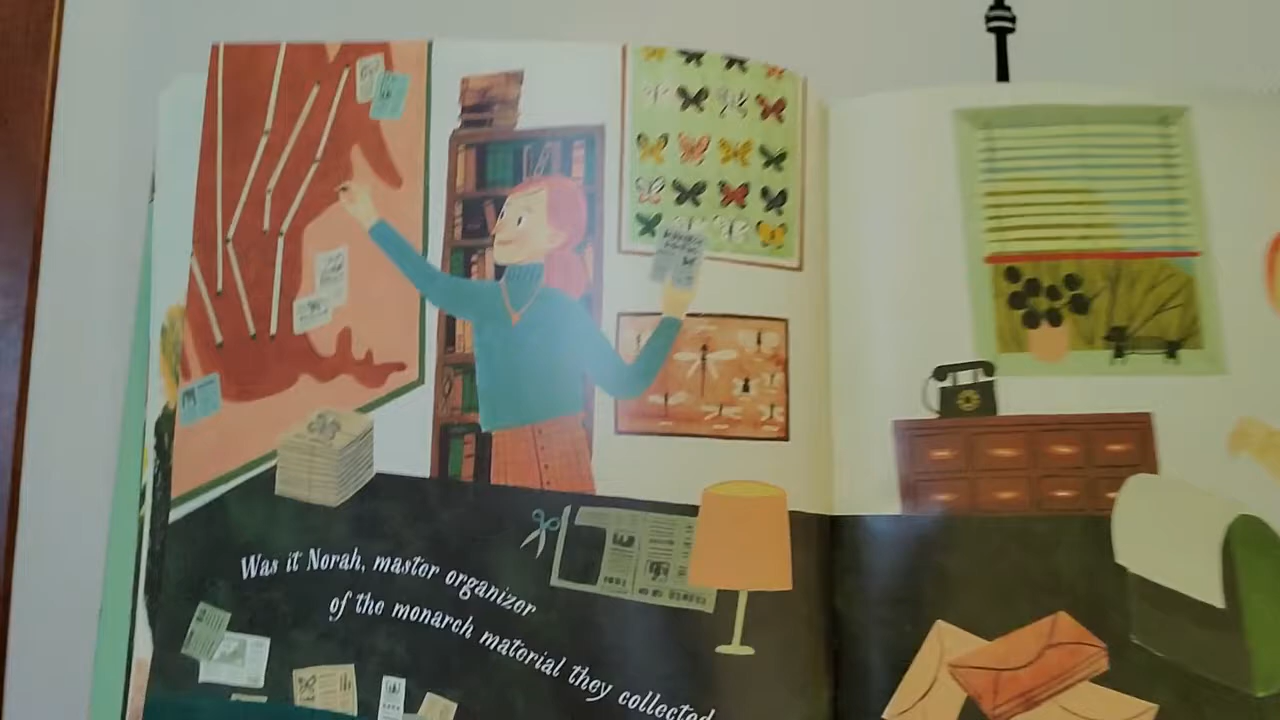 Was it Norah, master organizer
of the monarch material they collected